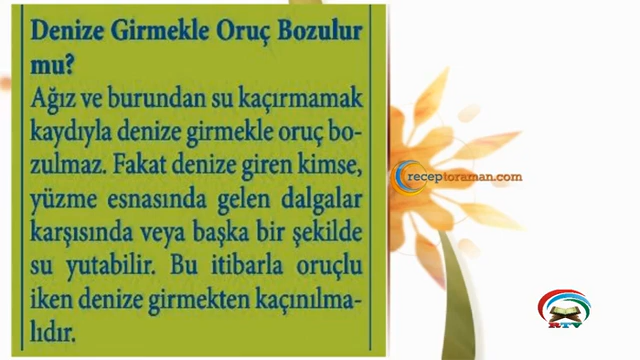 Denize Girmekle Oruç Bozulur
mu?
Ağız ve burundan su kaçırmamak
kaydıyla denize girmekle oruç bo-
zulmaz. Fakat denize giren kimse,
yüzme esnasında gelen dalgalar
karşısında veya başka bir şekilde
su yutabilir. Bu itibarla oruçlu
iken denize girmekten kaçınılma-
lıdır.
receptoraman.com
RTV